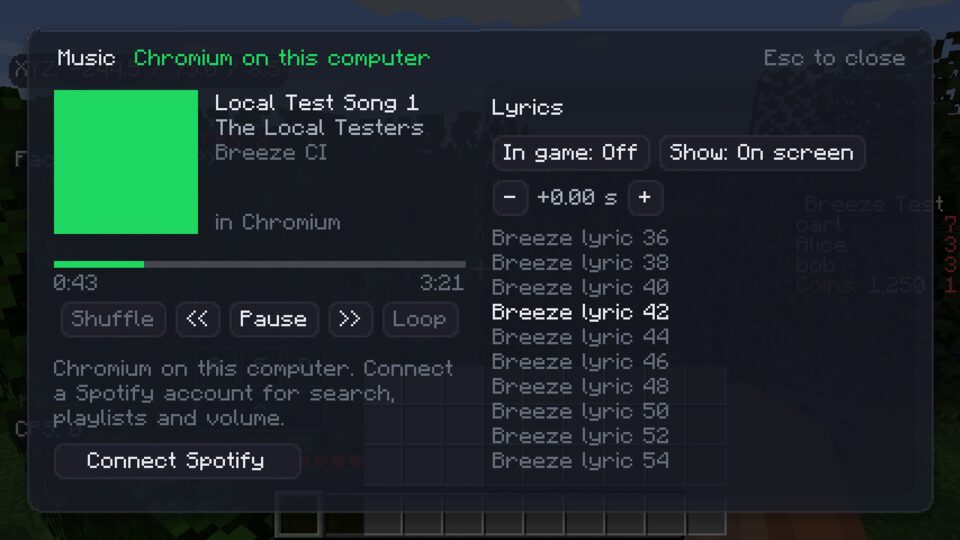 Music Chromium on this computer
Esc to close
Local Test Song 1
The Local Testers
Breeze CI
in Chromium
0:43
3:21
Shuffle
<<
Pause
>>
Loop
Chromium on this computer. Connect
a Spotify account for search,
playlists and volume.
Connect Spotify
Lyrics
In game: Off
Show: On screen
- +0.00 s +
Breeze lyric 36
Breeze lyric 38
Breeze lyric 40
Breeze lyric 42
Breeze lyric 44
Breeze lyric 46
Breeze lyric 48
Breeze lyric 50
Breeze lyric 52
Breeze lyric 54
Breeze Test
carl 7
Alice 3
bob 3
Coins: 1,250 1